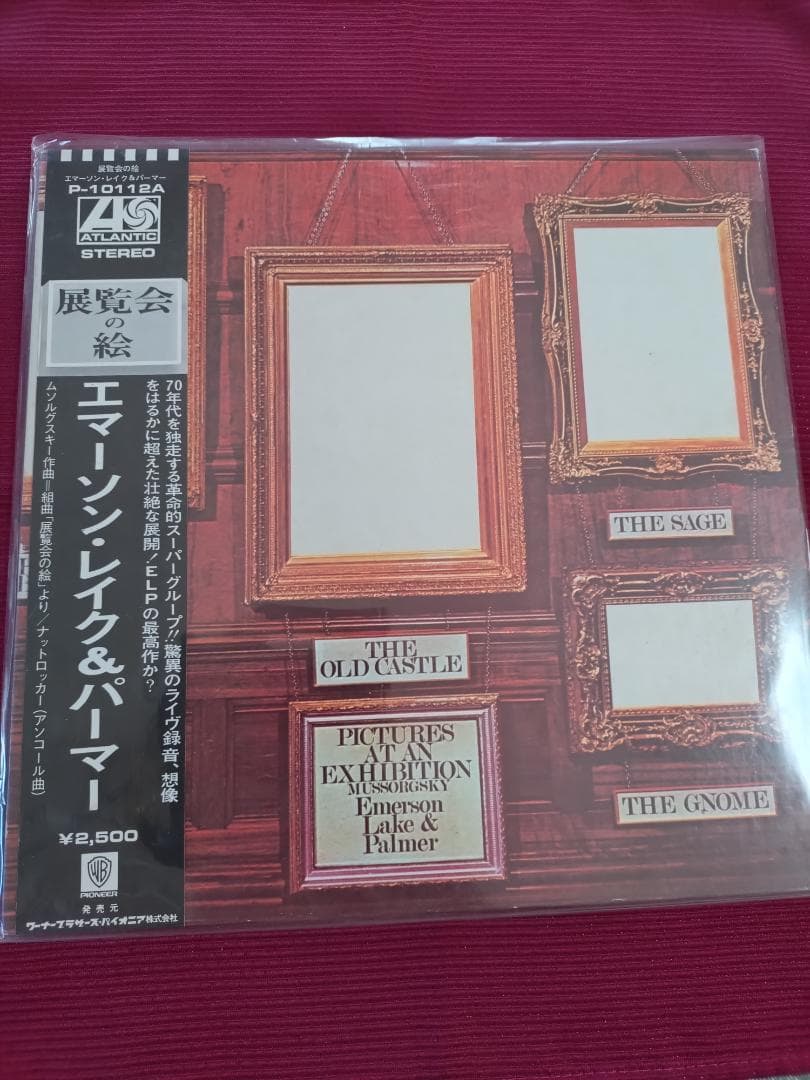 展覧会の絵
エマーソン・レイク&パーマー
P-10112A
ATLANTIC
STEREO
展覧会
の
絵
70年代を独走する革命的スーパーグループ!!驚異のライヴ録音、想像
をはるかに超えた壮絶な展開!ELPの最高作か?
エマーソン・レイク&パーマー
ムソルグスキー作曲=組曲「展覧会の絵」より/ナットロッカー(アンコール曲)
¥2,500
WB
PIONEER
発売元
ワーナーブラザーズ・パイオニア株式会社
THE SAGE
THE
OLD CASTLE
PICTURES
AT AN
EXHIBITION
MUSSORGSKY
Emerson
Lake &
Palmer
THE GNOME